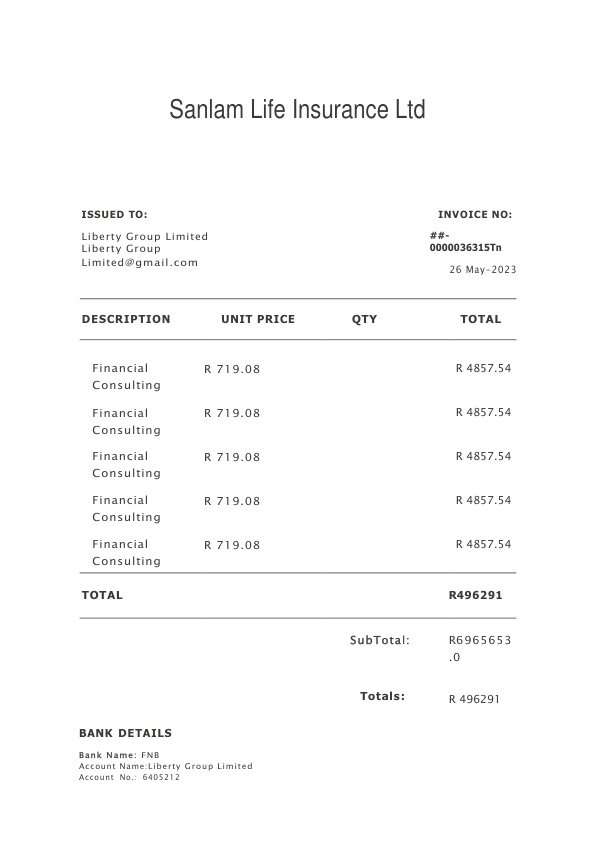 Sanlam Life Insurance Ltd
ISSUED TO:
INVOICE NO:
Liberty Group Limited
Liberty Group
Limited@gmail.com
##-
0000036315Tn
26 May-2023
DESCRIPTION UNIT PRICE QTY TOTAL
Financial
Consulting
R 719.08 R 4857.54
Financial
Consulting
R 719.08 R 4857.54
Financial
Consulting
R 719.08 R 4857.54
Financial
Consulting
R 719.08 R 4857.54
Financial
Consulting
R 719.08 R 4857.54
TOTAL R496291
SubTotal: R6965653
.0
Totals: R 496291
BANK DETAILS
Bank Name: FNB
Account Name:Liberty Group Limited
Account No.: 6405212